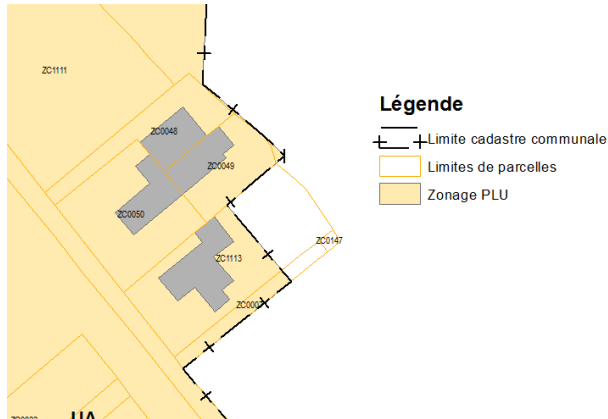 ZC1111
ZC0048
ZC0049
ZC0050
ZC0147
ZC1113
UA
Légende
Limite cadastre communale
Limites de parcelles
Zonage PLU